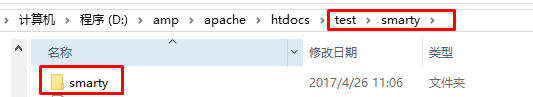 计算机 › 程序 (D:) › amp › apache › htdocs › test › smarty ›
名称 修改日期 类型
smarty 2017/4/26 11:06 文件夹